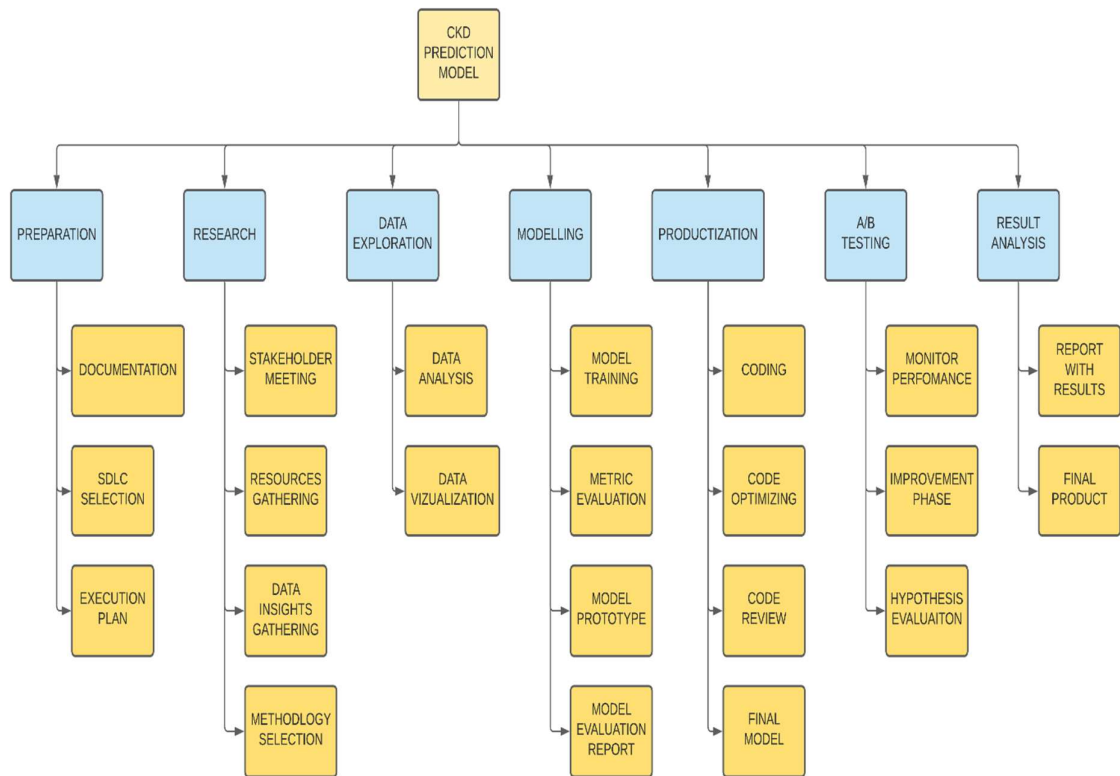 CKD
PREDICTION
MODEL
PREPARATION
RESEARCH
DATA
EXPLORATION
MODELLING
PRODUCTIZATION
A/B
TESTING
RESULT
ANALYSIS
DOCUMENTATION
STAKEHOLDER
MEETING
DATA
ANALYSIS
MODEL
TRAINING
CODING
MONITOR
PERFOMANCE
REPORT
WITH
RESULTS
SDLC
SELECTION
RESOURCES
GATHERING
DATA
VIZUALIZATION
METRIC
EVALUATION
CODE
OPTIMIZING
IMPROVEMENT
PHASE
FINAL
PRODUCT
EXECUTION
PLAN
DATA
INSIGHTS
GATHERING
MODEL
PROTOTYPE
CODE
REVIEW
HYPOTHESIS
EVALUAITON
METHODLOGY
SELECTION
MODEL
EVALUATION
REPORT
FINAL
MODEL